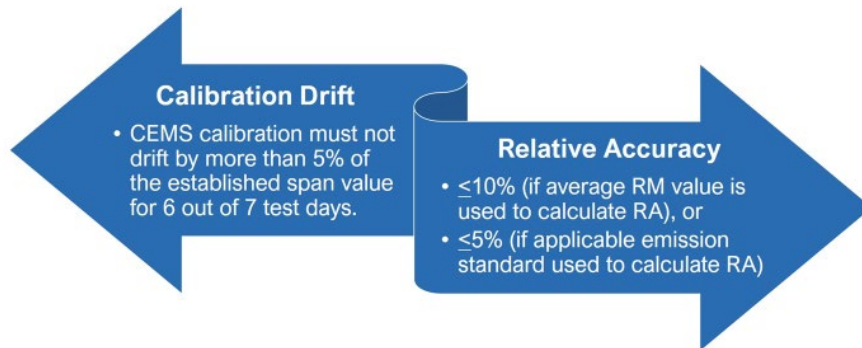 Calibration Drift
• CEMS calibration must not
drift by more than 5% of
the established span value
for 6 out of 7 test days.
Relative Accuracy
• ≤10% (if average RM value is
used to calculate RA), or
• ≤5% (if applicable emission
standard used to calculate RA)